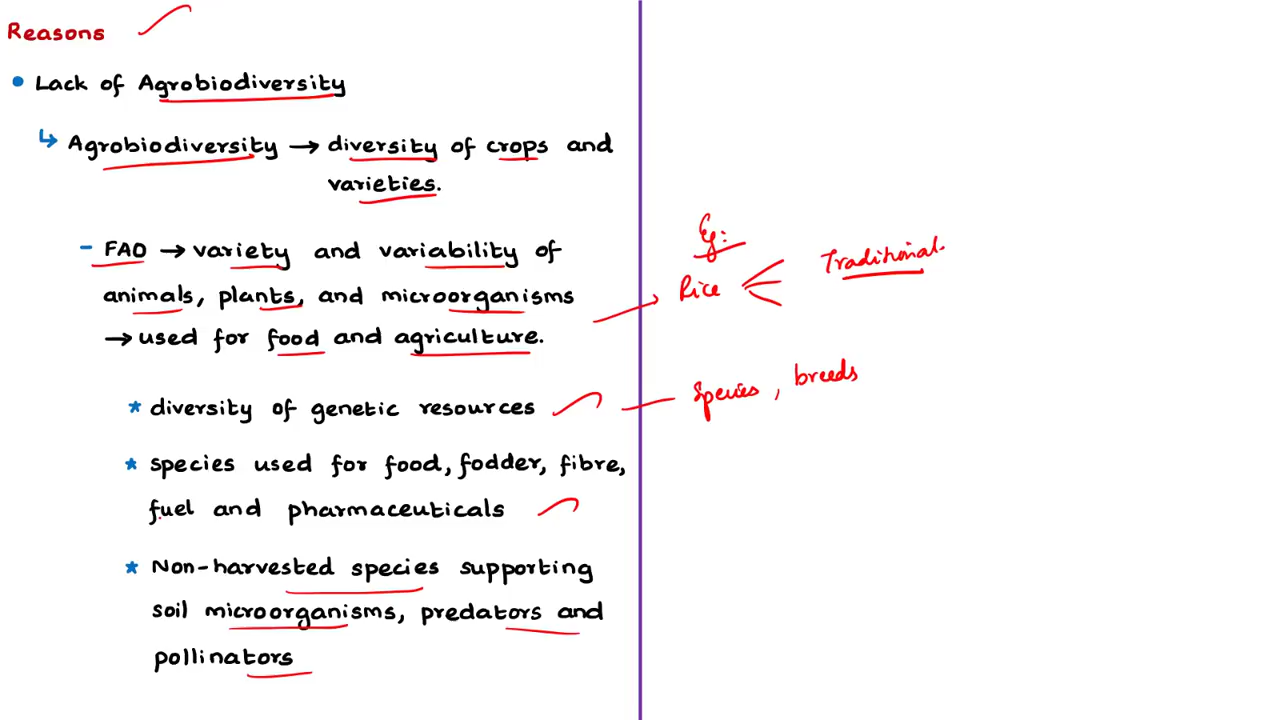 Reasons
• Lack of Agrobiodiversity
↳ Agrobiodiversity → diversity of crops and
varieties.
- FAO → variety and variability of
animals, plants, and microorganisms
→ used for food and agriculture.
* diversity of genetic resources
* species used for food, fodder, fibre,
fuel and pharmaceuticals
* Non-harvested species supporting
soil microorganisms, predators and
pollinators
Eg:
Rice
Traditional
Species, breeds